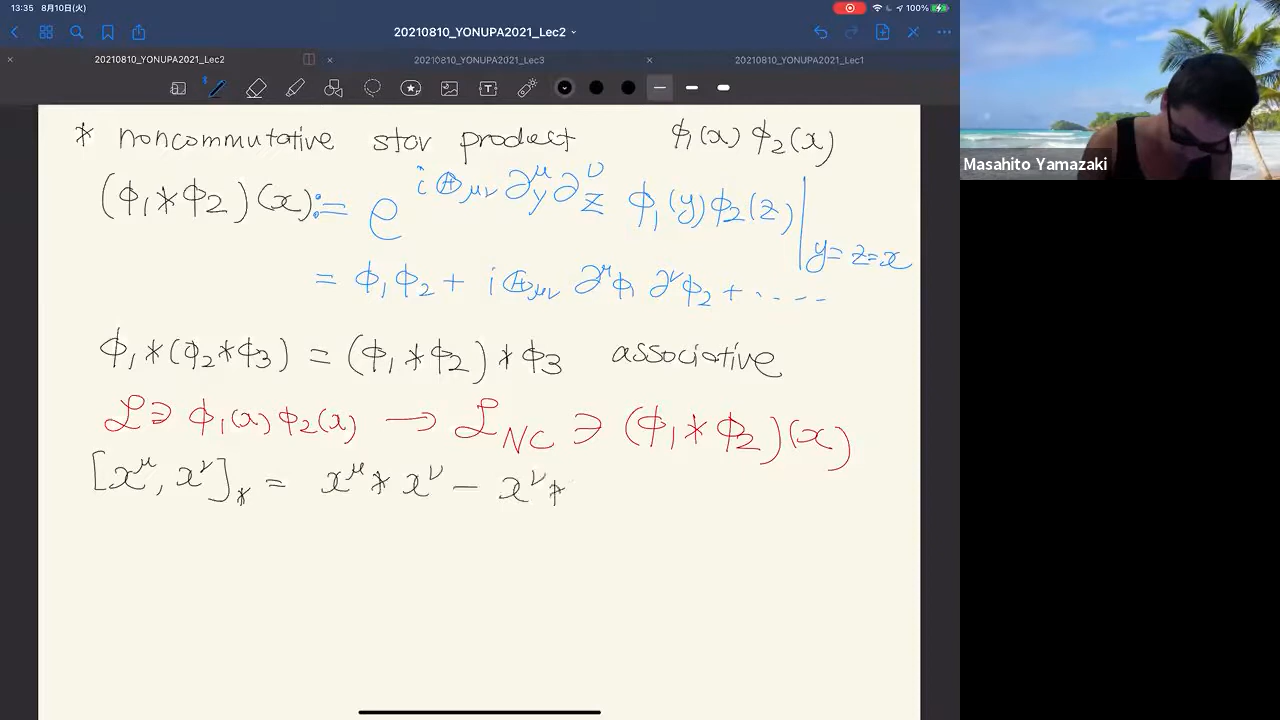 13:35 8月10日(火)
100%
20210810_YONUPA2021_Lec2
20210810_YONUPA2021_Lec2 20210810_YONUPA2021_Lec3 20210810_YONUPA2021_Lec1
Masahito Yamazaki
* noncommutative star product ϕ₁(x) ϕ₂(x)
(ϕ₁*ϕ₂)(x) := e^{iΘ_{μν} ∂_y^μ ∂_z^ν} ϕ₁(y)ϕ₂(z)|_{y=z=x}
= ϕ₁ϕ₂ + iΘ_{μν} ∂^μϕ₁ ∂^νϕ₂ + .....
ϕ₁*(ϕ₂*ϕ₃) = (ϕ₁*ϕ₂)*ϕ₃ associative
ℒ∋ ϕ₁(x)ϕ₂(x) → ℒ_{NC} ∋ (ϕ₁*ϕ₂)(x)
[x^μ, x^ν]_* = x^μ * x^ν − x^ν *